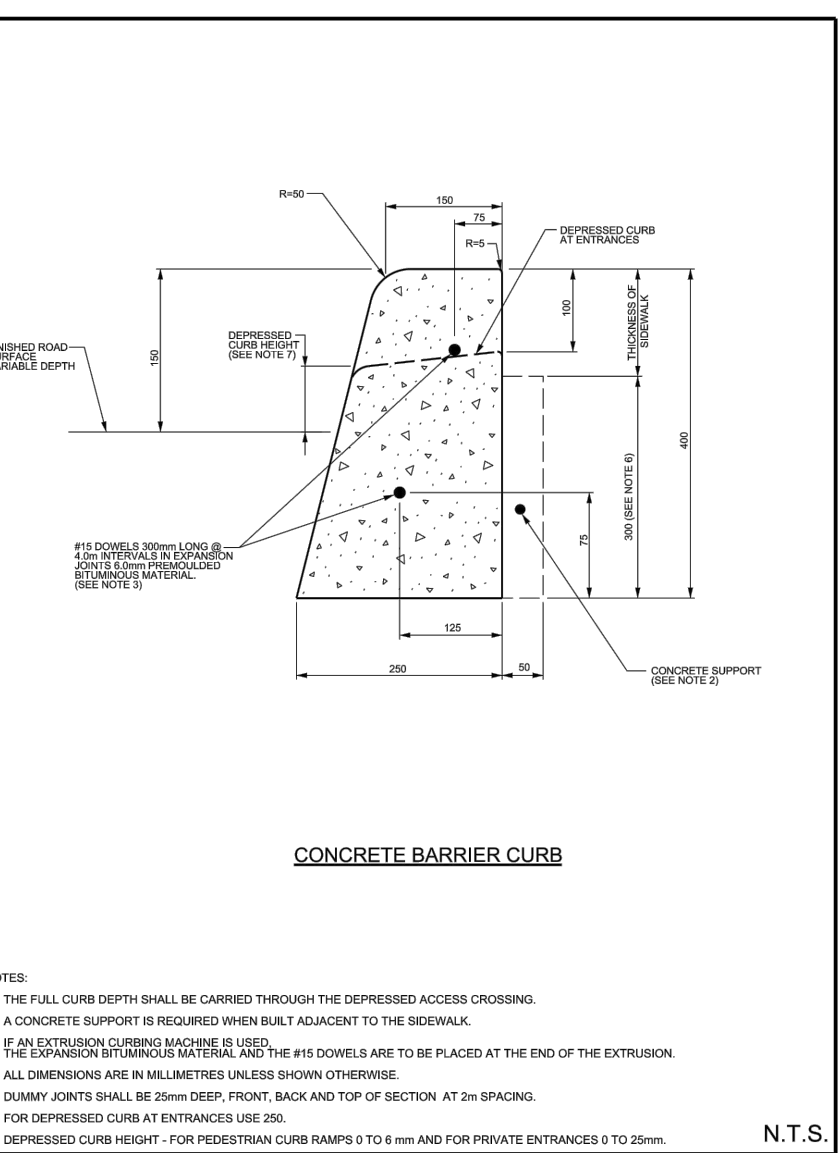 R=50
150
75
R=5
DEPRESSED CURB
AT ENTRANCES
100
THICKNESS OF
SIDEWALK
DEPRESSED
CURB HEIGHT
(SEE NOTE 7)
150
400
300 (SEE NOTE 6)
75
#15 DOWELS 300mm LONG @
4.0m INTERVALS IN EXPANSION
JOINTS 6.0mm PREMOULDED
BITUMINOUS MATERIAL.
(SEE NOTE 3)
125
250
50
CONCRETE SUPPORT
(SEE NOTE 2)
NISHED ROAD
URFACE
ARIABLE DEPTH
CONCRETE BARRIER CURB
OTES:
THE FULL CURB DEPTH SHALL BE CARRIED THROUGH THE DEPRESSED ACCESS CROSSING.
A CONCRETE SUPPORT IS REQUIRED WHEN BUILT ADJACENT TO THE SIDEWALK.
IF AN EXTRUSION CURBING MACHINE IS USED,
THE EXPANSION BITUMINOUS MATERIAL AND THE #15 DOWELS ARE TO BE PLACED AT THE END OF THE EXTRUSION.
ALL DIMENSIONS ARE IN MILLIMETRES UNLESS SHOWN OTHERWISE.
DUMMY JOINTS SHALL BE 25mm DEEP, FRONT, BACK AND TOP OF SECTION AT 2m SPACING.
FOR DEPRESSED CURB AT ENTRANCES USE 250.
DEPRESSED CURB HEIGHT - FOR PEDESTRIAN CURB RAMPS 0 TO 6 mm AND FOR PRIVATE ENTRANCES 0 TO 25mm.
N.T.S.